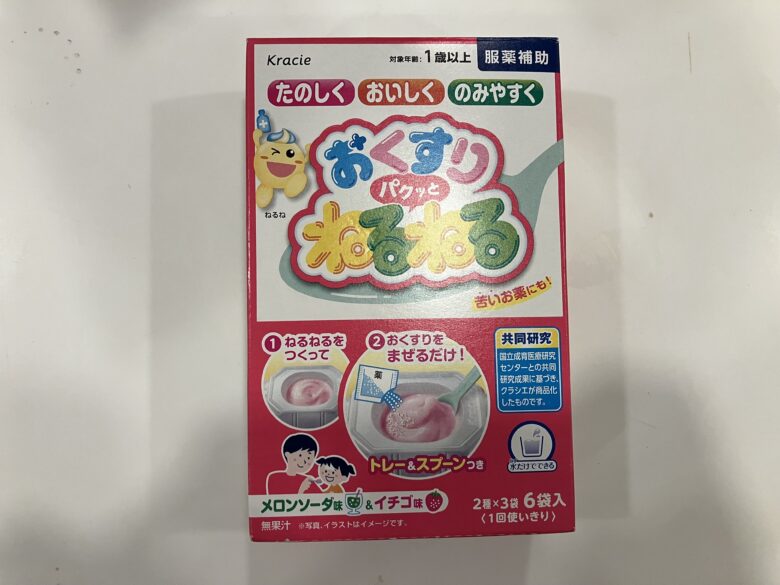 Kracie
対象年齢:1歳以上
服薬補助
たのしく
おいしく
のみやすく
おくすり
パクッと
ねるねる
ねるね
苦いお薬にも!
1 ねるねるを
つくって
2 おくすりを
まぜるだけ!
薬
トレー&スプーンつき
共同研究
国立成育医療研究
センターとの共同
研究成果に基づき、
クラシエが商品化
したものです。
水だけでできる
メロンソーダ味&イチゴ味
2種×3袋 6袋入
〈1回使いきり〉
無果汁 ※写真、イラストはイメージです。